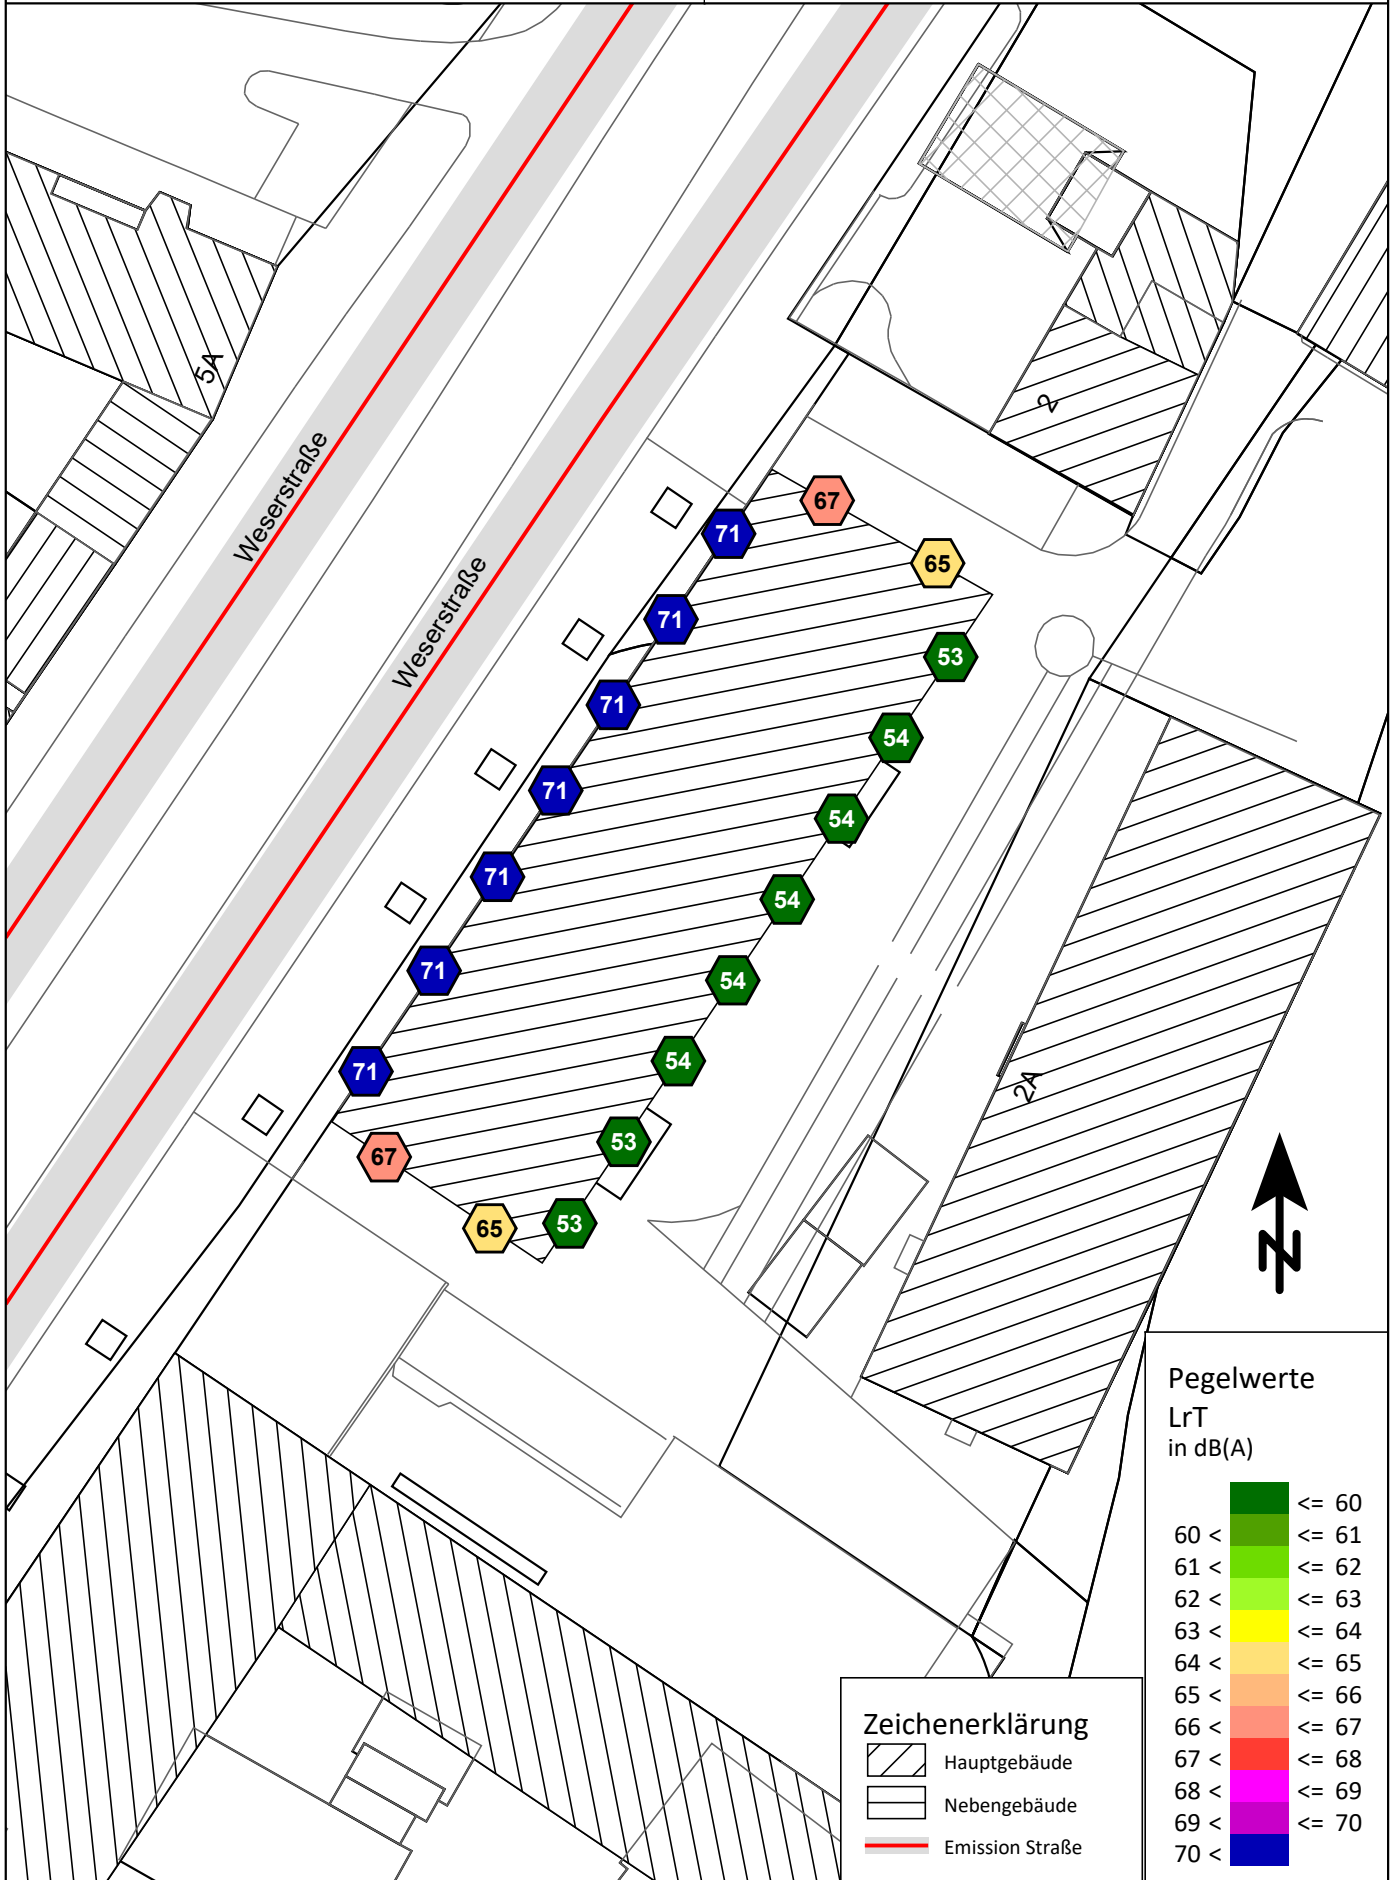 5A
2
Weserstraße
Weserstraße
67
71
65
71
53
71
54
71
54
71
54
71
54
71
54
53
67
53
65
2A
N
Pegelwerte
LrT
in dB(A)
<= 60
60 < <= 61
61 < <= 62
62 < <= 63
63 < <= 64
64 < <= 65
65 < <= 66
66 < <= 67
67 < <= 68
68 < <= 69
69 < <= 70
70 <
Zeichenerklärung
Hauptgebäude
Nebengebäude
Emission Straße